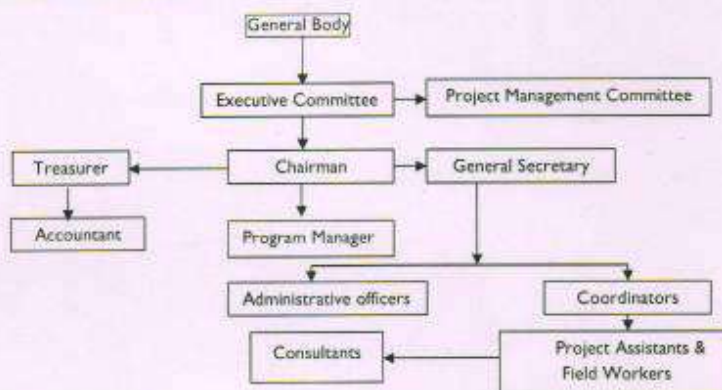 General Body
Executive Committee
Project Management Committee
Treasurer
Chairman
General Secretary
Accountant
Program Manager
Administrative officers
Coordinators
Consultants
Project Assistants &
Field Workers